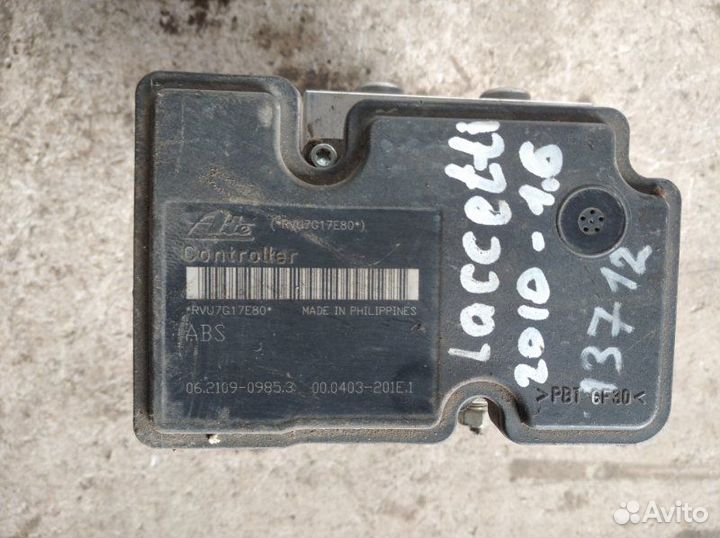 Ate (*RVU7G17E80*)
Controller
*RVU7G17E80* MADE IN PHILIPPINES
ABS
06.2109-0985.3 00.0403-201E.1
Laccetti
2010-1.6
13712
>PBT GF30<
Avito